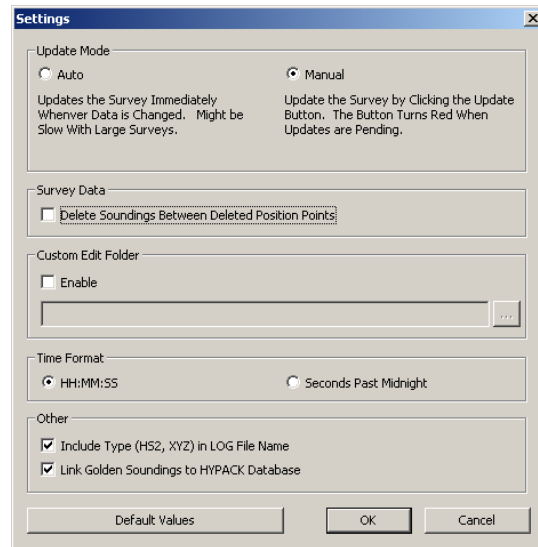 Settings
Update Mode
Auto
Manual
Updates the Survey Immediately
Whenver Data is Changed. Might be
Slow With Large Surveys.
Update the Survey by Clicking the Update
Button. The Button Turns Red When
Updates are Pending.
Survey Data
Delete Soundings Between Deleted Position Points
Custom Edit Folder
Enable
...
Time Format
HH:MM:SS
Seconds Past Midnight
Other
Include Type (HS2, XYZ) in LOG File Name
Link Golden Soundings to HYPACK Database
Default Values
OK
Cancel